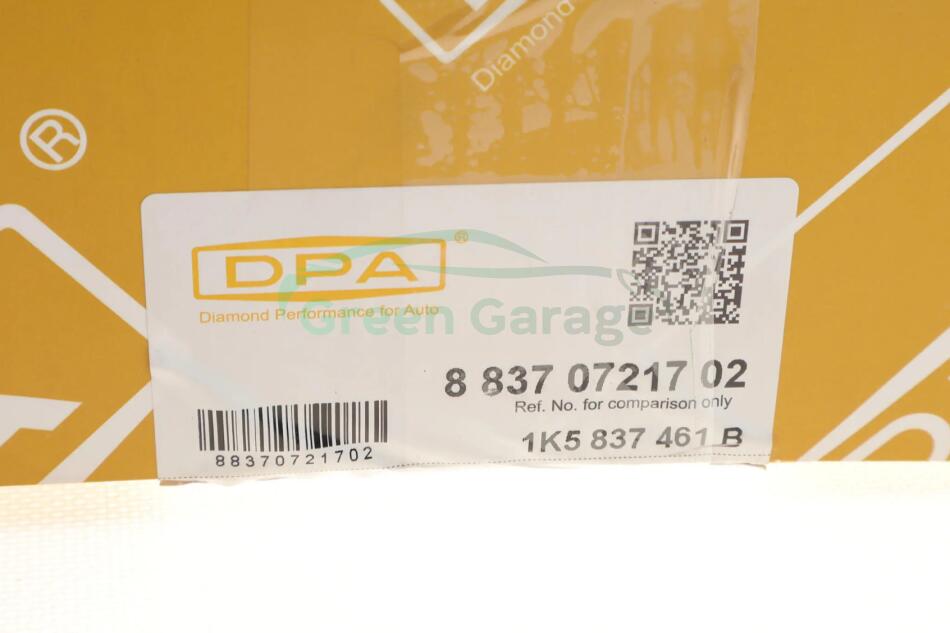 Diamond
®
DPA ®
Diamond Performance for Auto
Green Garage
8 837 07217 02
Ref. No. for comparison only
88370721702
1K5 837 461 B